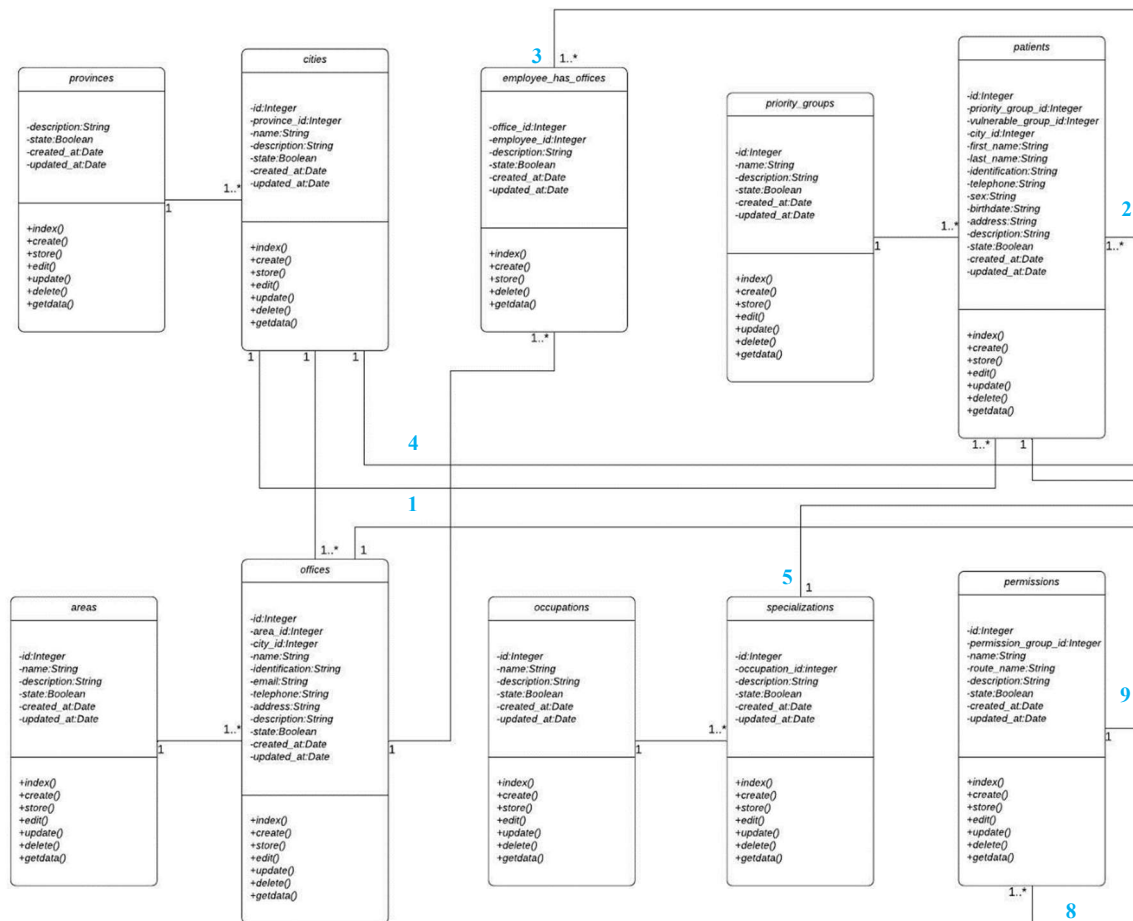 provinces
-description:String
-state:Boolean
-created_at:Date
-updated_at:Date
+index()
+create()
+store()
+edit()
+update()
+delete()
+getdata()
1
1..*
cities
-id:Integer
-province_id:Integer
-name:String
-description:String
-state:Boolean
-created_at:Date
-updated_at:Date
+index()
+create()
+store()
+edit()
+update()
+delete()
+getdata()
1
1
1
3
1..*
employee_has_offices
-office_id:Integer
-employee_id:Integer
-description:String
-state:Boolean
-created_at:Date
-updated_at:Date
+index()
+create()
+store()
+delete()
+getdata()
1..*
priority_groups
-id:Integer
-name:String
-description:String
-state:Boolean
-created_at:Date
-updated_at:Date
+index()
+create()
+store()
+edit()
+update()
+delete()
+getdata()
1
1..*
patients
-id:Integer
-priority_group_id:Integer
-vulnerable_group_id:Integer
-city_id:Integer
-first_name:String
-last_name:String
-identification:String
-telephone:String
-sex:String
-birthdate:String
-address:String
-description:String
-state:Boolean
-created_at:Date
-updated_at:Date
+index()
+create()
+store()
+edit()
+update()
+delete()
+getdata()
2
1..*
1..*
1
4
1
areas
-id:Integer
-name:String
-description:String
-state:Boolean
-created_at:Date
-updated_at:Date
+index()
+create()
+store()
+edit()
+update()
+delete()
+getdata()
1
1..*
1..*
1
offices
-id:Integer
-area_id:Integer
-city_id:Integer
-name:String
-identification:String
-email:String
-telephone:String
-address:String
-description:String
-state:Boolean
-created_at:Date
-updated_at:Date
+index()
+create()
+store()
+edit()
+update()
+delete()
+getdata()
1
occupations
-id:Integer
-name:String
-description:String
-state:Boolean
-created_at:Date
-updated_at:Date
+index()
+create()
+store()
+edit()
+update()
+delete()
+getdata()
1
1..*
5
1
specializations
-id:Integer
-occupation_id:integer
-description:String
-state:Boolean
-created_at:Date
-updated_at:Date
+index()
+create()
+store()
+edit()
+update()
+delete()
+getdata()
permissions
-id:Integer
-permission_group_id:Integer
-name:String
-route_name:String
-description:String
-state:Boolean
-created_at:Date
-updated_at:Date
+index()
+create()
+store()
+edit()
+update()
+delete()
+getdata()
9
1
1..*
8